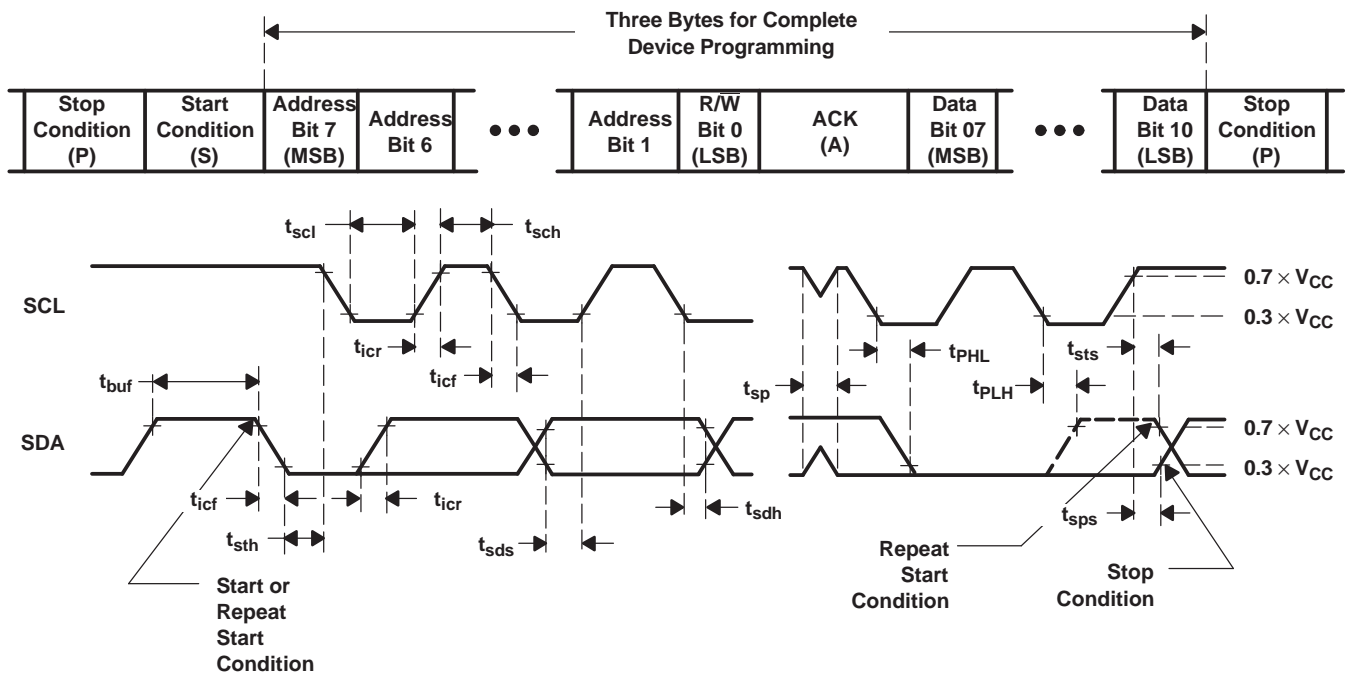 Three Bytes for Complete
Device Programming
Stop
Condition
(P)
Start
Condition
(S)
Address
Bit 7
(MSB)
Address
Bit 6
•••
Address
Bit 1
R/W̅
Bit 0
(LSB)
ACK
(A)
Data
Bit 07
(MSB)
•••
Data
Bit 10
(LSB)
Stop
Condition
(P)
tscl
tsch
SCL
0.7 × VCC
0.3 × VCC
ticr
ticf
tbuf
tsp
tPHL
tPLH
tsts
SDA
0.7 × VCC
0.3 × VCC
ticf
ticr
tsth
tsds
tsdh
tsps
Start or
Repeat
Start
Condition
Repeat
Start
Condition
Stop
Condition